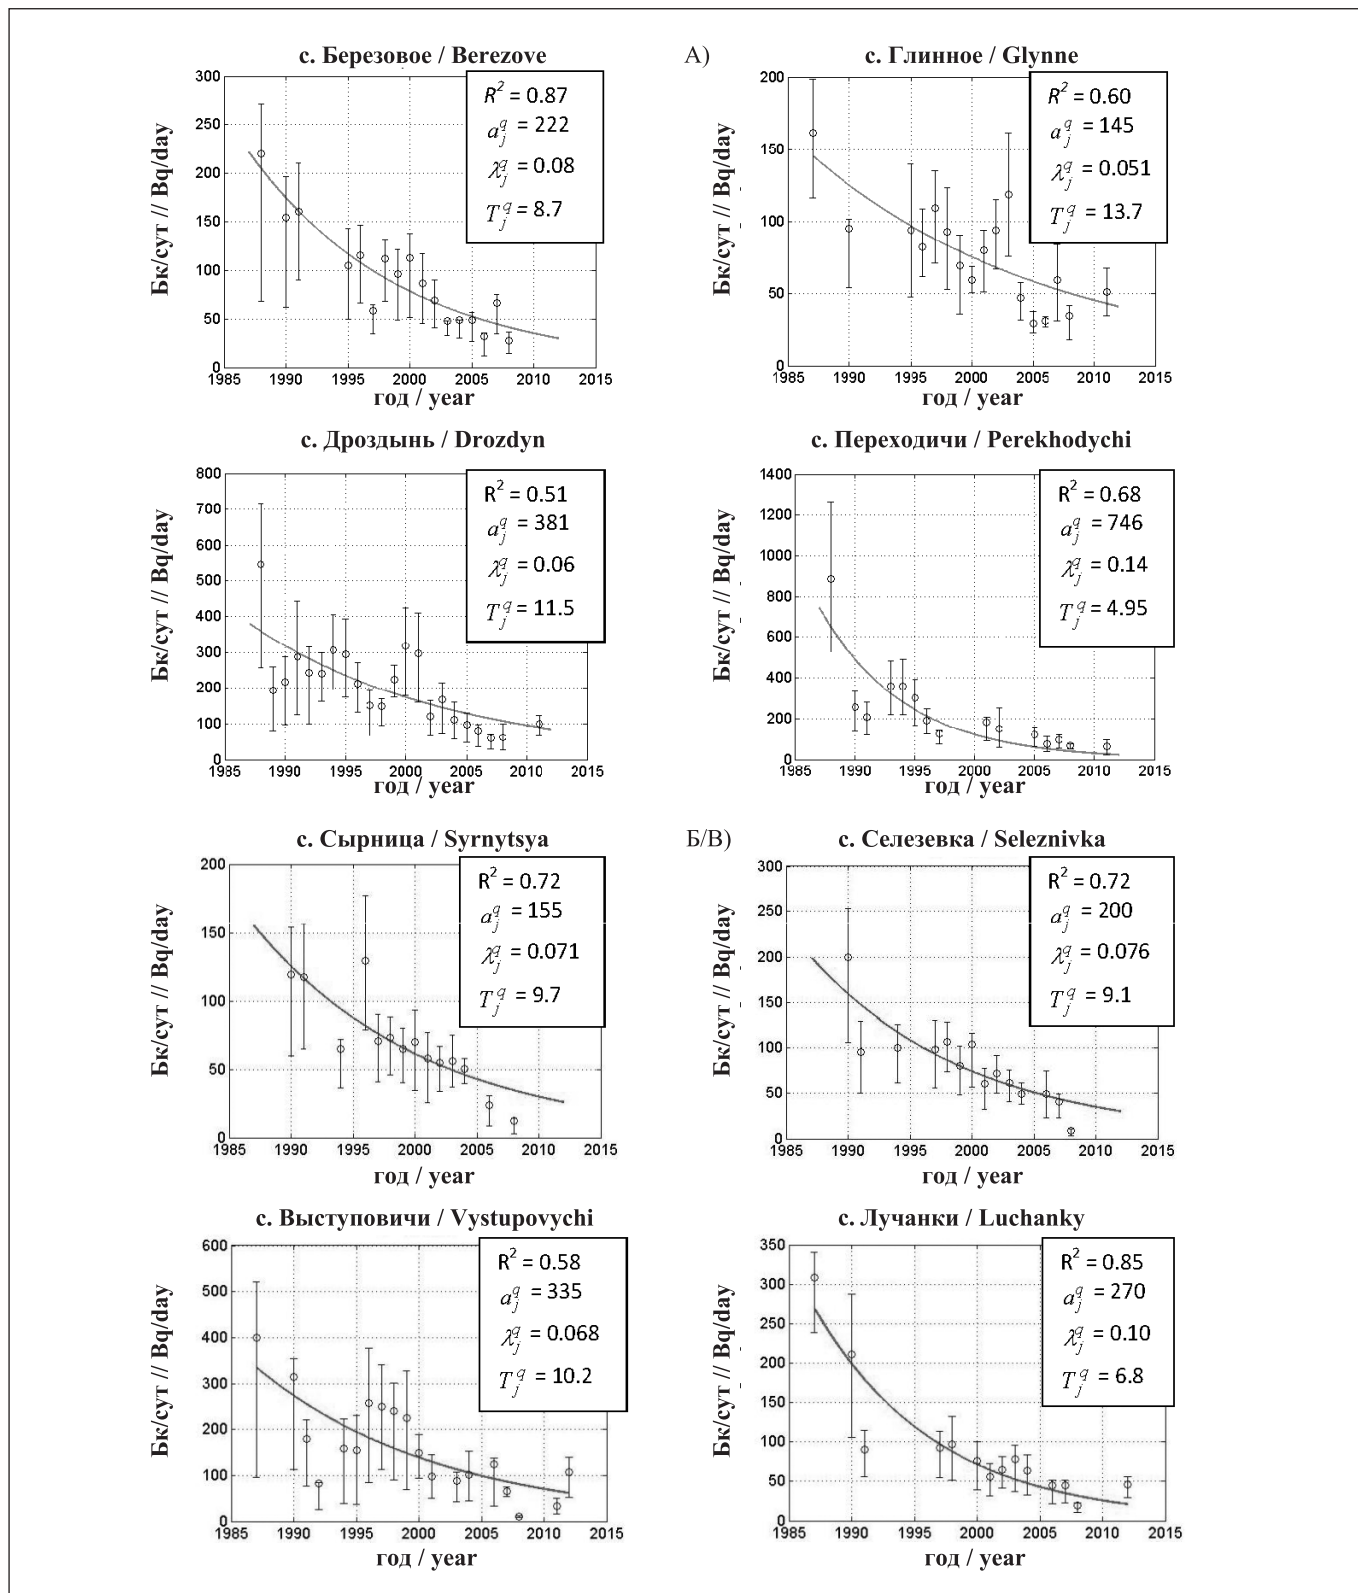 с. Березовое / Berezove
Бк/сут // Bq/day
300
250
200
150
100
50
0
R² = 0.87
a_j^q = 222
λ_j^q = 0.08
T_j^q = 8.7
1985 1990 1995 2000 2005 2010 2015
год / year
А)
с. Глинное / Glynne
Бк/сут // Bq/day
200
150
100
50
0
R² = 0.60
a_j^q = 145
λ_j^q = 0.051
T_j^q = 13.7
1985 1990 1995 2000 2005 2010 2015
год / year
с. Дроздынь / Drozdyn
Бк/сут // Bq/day
800
700
600
500
400
300
200
100
0
R² = 0.51
a_j^q = 381
λ_j^q = 0.06
T_j^q = 11.5
1985 1990 1995 2000 2005 2010 2015
год / year
с. Переходичи / Perekhodychi
Бк/сут // Bq/day
1400
1200
1000
800
600
400
200
0
R² = 0.68
a_j^q = 746
λ_j^q = 0.14
T_j^q = 4.95
1985 1990 1995 2000 2005 2010 2015
год / year
с. Сырница / Syrnytsya
Бк/сут // Bq/day
200
150
100
50
0
R² = 0.72
a_j^q = 155
λ_j^q = 0.071
T_j^q = 9.7
1985 1990 1995 2000 2005 2010 2015
год / year
Б/В)
с. Селезевка / Seleznivka
Бк/сут // Bq/day
300
250
200
150
100
50
0
R² = 0.72
a_j^q = 200
λ_j^q = 0.076
T_j^q = 9.1
1985 1990 1995 2000 2005 2010 2015
год / year
с. Выступовичи / Vystupovychi
Бк/сут // Bq/day
600
500
400
300
200
100
0
R² = 0.58
a_j^q = 335
λ_j^q = 0.068
T_j^q = 10.2
1985 1990 1995 2000 2005 2010 2015
год / year
с. Лучанки / Luchanky
Бк/сут // Bq/day
350
300
250
200
150
100
50
0
R² = 0.85
a_j^q = 270
λ_j^q = 0.10
T_j^q = 6.8
1985 1990 1995 2000 2005 2010 2015
год / year